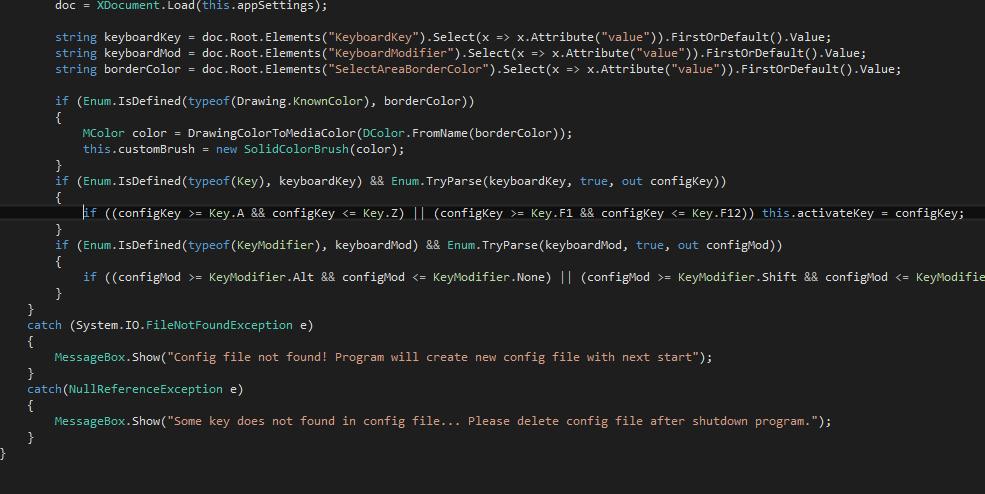 doc = XDocument.Load(this.appSettings);
string keyboardKey = doc.Root.Elements("KeyboardKey").Select(x => x.Attribute("value")).FirstOrDefault().Value;
string keyboardMod = doc.Root.Elements("KeyboardModifier").Select(x => x.Attribute("value")).FirstOrDefault().Value;
string borderColor = doc.Root.Elements("SelectAreaBorderColor").Select(x => x.Attribute("value")).FirstOrDefault().Value;
if (Enum.IsDefined(typeof(Drawing.KnownColor), borderColor))
{
MColor color = DrawingColorToMediaColor(DColor.FromName(borderColor));
this.customBrush = new SolidColorBrush(color);
}
if (Enum.IsDefined(typeof(Key), keyboardKey) && Enum.TryParse(keyboardKey, true, out configKey))
{
if ((configKey >= Key.A && configKey <= Key.Z) || (configKey >= Key.F1 && configKey <= Key.F12)) this.activateKey = configKey;
}
if (Enum.IsDefined(typeof(KeyModifier), keyboardMod) && Enum.TryParse(keyboardMod, true, out configMod))
{
if ((configMod >= KeyModifier.Alt && configMod <= KeyModifier.None) || (configMod >= KeyModifier.Shift && configMod <= KeyModifie
}
}
catch (System.IO.FileNotFoundException e)
{
MessageBox.Show("Config file not found! Program will create new config file with next start");
}
catch(NullReferenceException e)
{
MessageBox.Show("Some key does not found in config file... Please delete config file after shutdown program.");
}
}